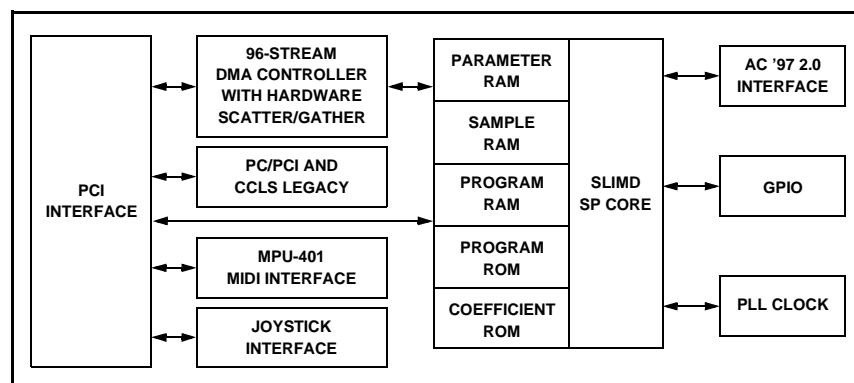 PCI
INTERFACE
96-STREAM
DMA CONTROLLER
WITH HARDWARE
SCATTER/GATHER
PC/PCI AND
CCLS LEGACY
MPU-401
MIDI INTERFACE
JOYSTICK
INTERFACE
PARAMETER
RAM
SAMPLE
RAM
PROGRAM
RAM
PROGRAM
ROM
COEFFICIENT
ROM
SLIMD
SP CORE
AC '97 2.0
INTERFACE
GPIO
PLL CLOCK